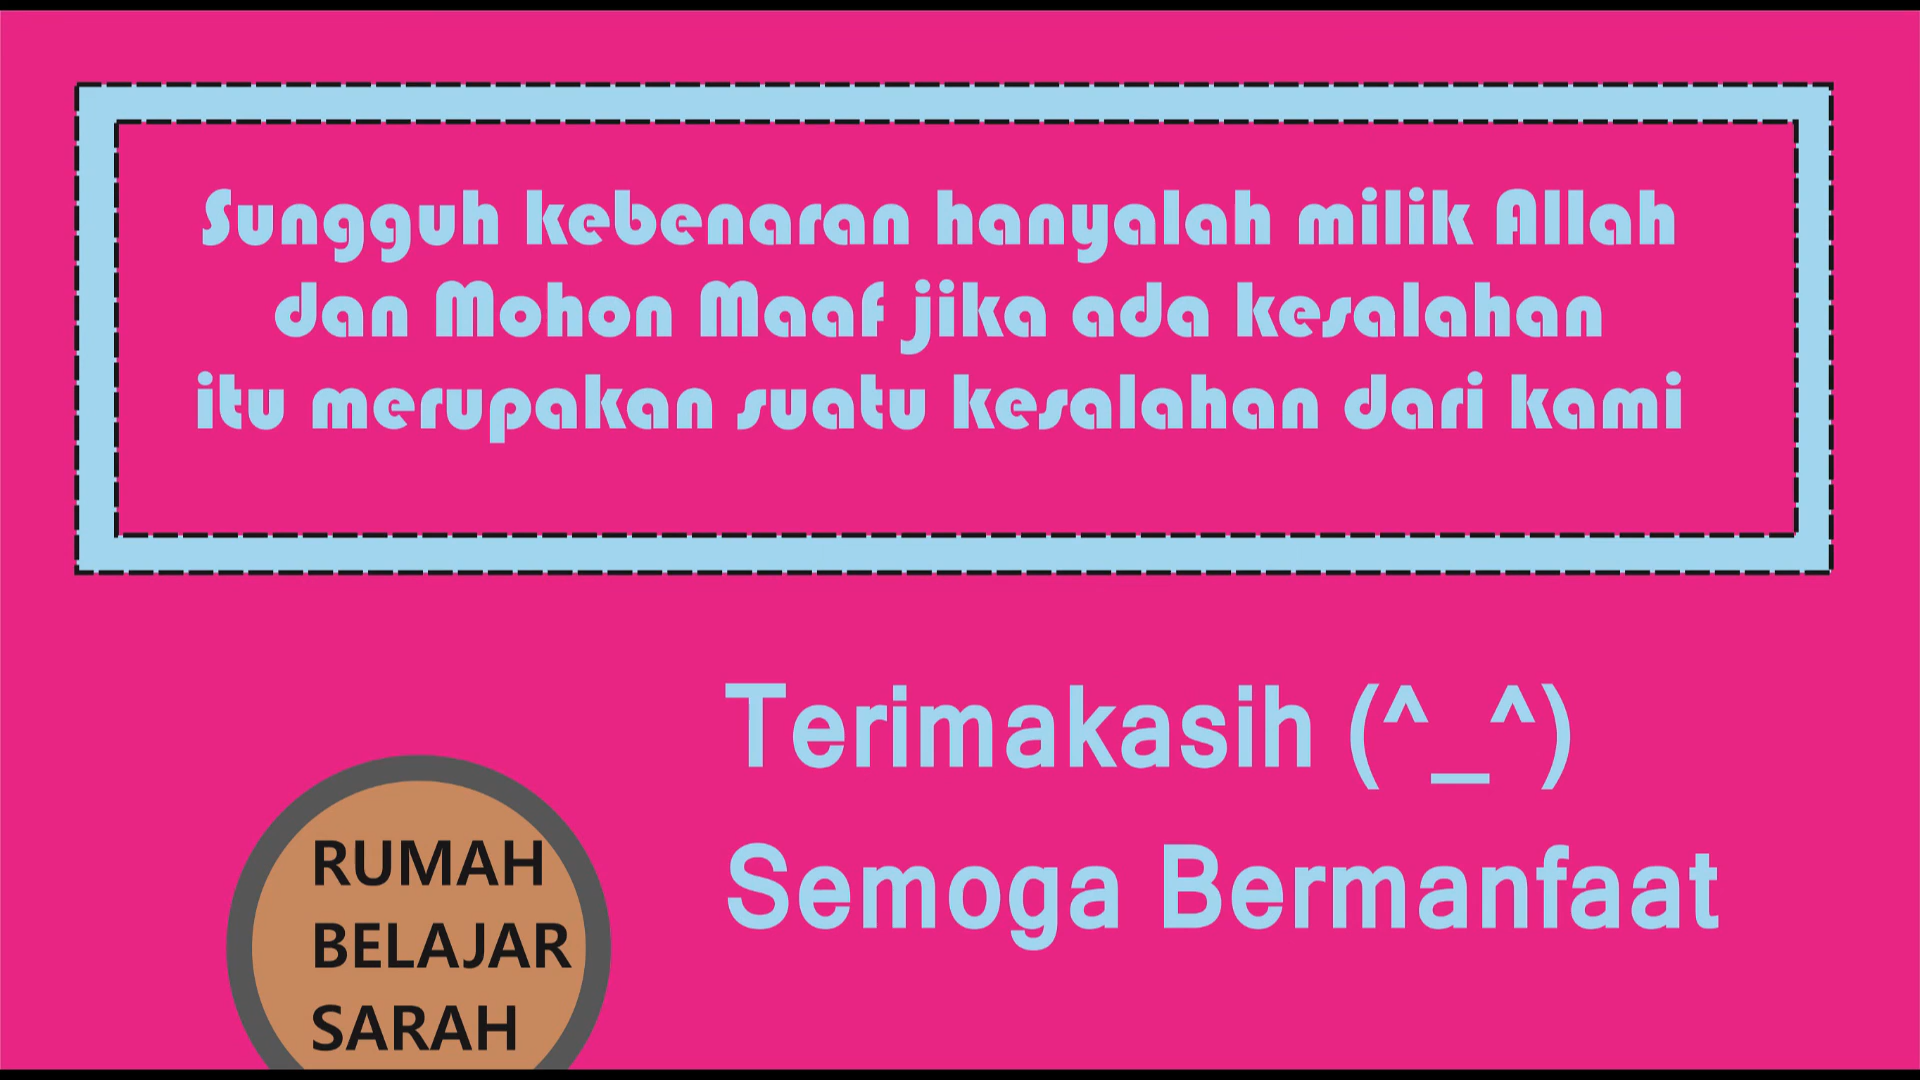 Sungguh kebenaran hanyalah milik Allah
dan Mohon Maaf jika ada kesalahan
itu merupakan suatu kesalahan dari kami
Terimakasih (^_^)
Semoga Bermanfaat
RUMAH
BELAJAR
SARAH